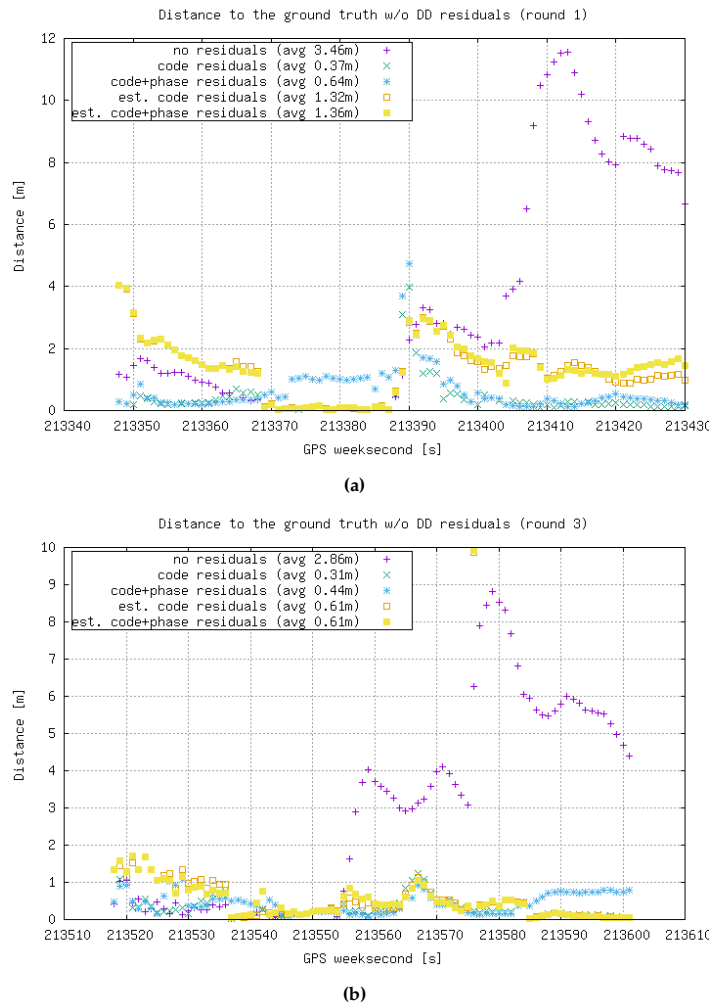 Distance to the ground truth w/o DD residuals (round 1)
12
10
8
6
4
2
0
Distance [m]
no residuals (avg 3.46m)
code residuals (avg 0.37m)
code+phase residuals (avg 0.64m)
est. code residuals (avg 1.32m)
est. code+phase residuals (avg 1.36m)
213340 213350 213360 213370 213380 213390 213400 213410 213420 213430
GPS weeksecond [s]
(a)
Distance to the ground truth w/o DD residuals (round 3)
10
9
8
7
6
5
4
3
2
1
0
Distance [m]
no residuals (avg 2.86m)
code residuals (avg 0.31m)
code+phase residuals (avg 0.44m)
est. code residuals (avg 0.61m)
est. code+phase residuals (avg 0.61m)
213510 213520 213530 213540 213550 213560 213570 213580 213590 213600 213610
GPS weeksecond [s]
(b)